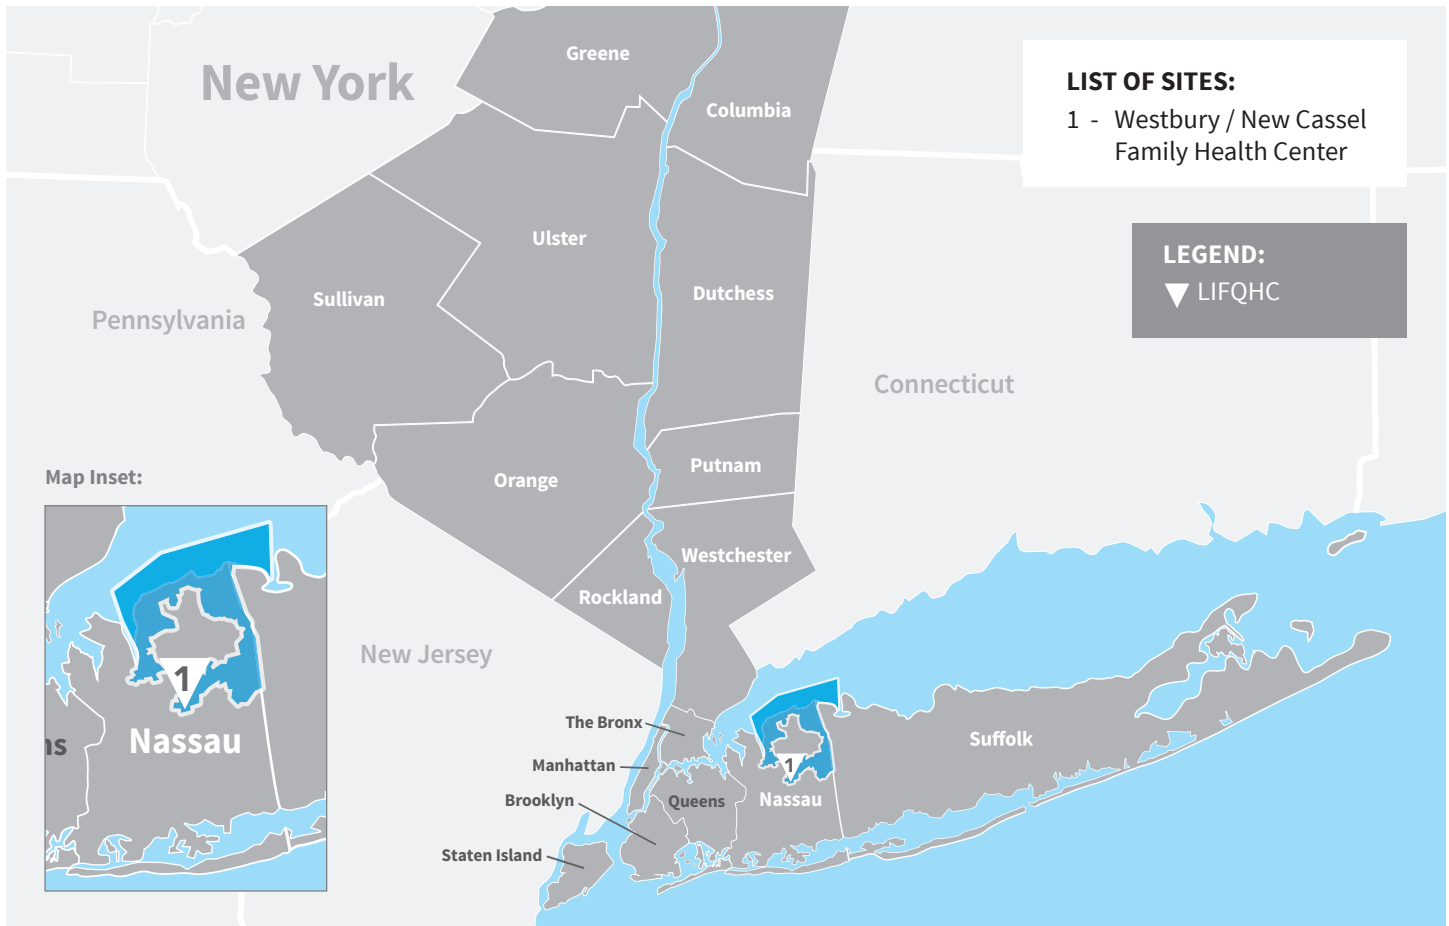 New York
Greene
Columbia
LIST OF SITES:
1 - Westbury / New Cassel
Family Health Center
Ulster
LEGEND:
LIFQHC
Sullivan
Dutchess
Pennsylvania
Connecticut
Putnam
Orange
Map Inset:
Westchester
Rockland
New Jersey
1
ns
Nassau
The Bronx
Manhattan
Brooklyn
Staten Island
Queens
1
Nassau
Suffolk